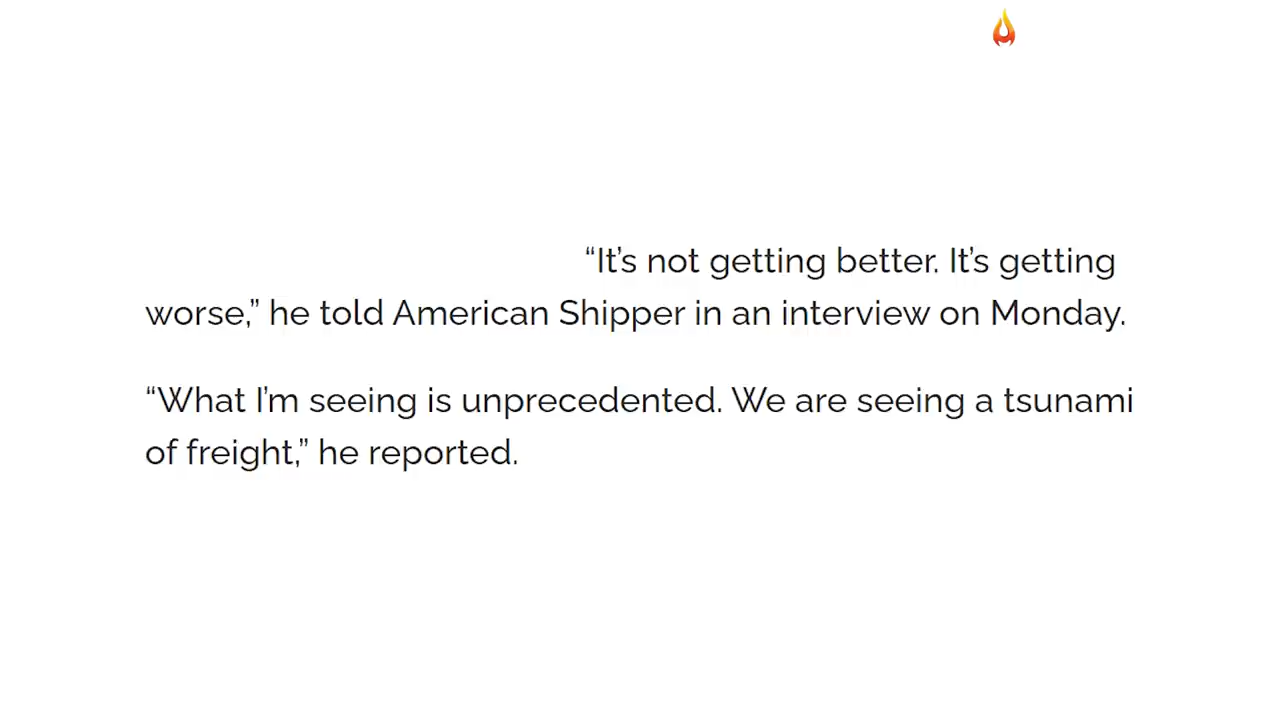 “It’s not getting better. It’s getting
worse,” he told American Shipper in an interview on Monday.
“What I’m seeing is unprecedented. We are seeing a tsunami
of freight,” he reported.